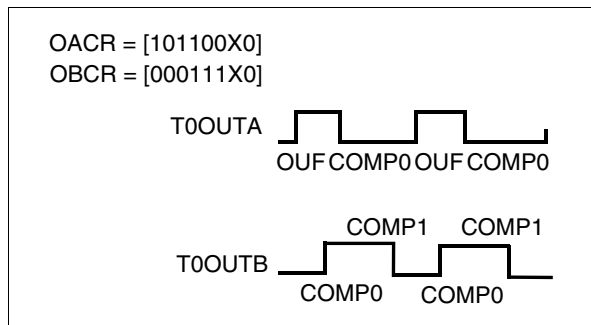 OACR = [101100X0]
OBCR = [000111X0]
T0OUTA
OUF COMP0 OUF COMP0
COMP1 COMP1
T0OUTB
COMP0 COMP0